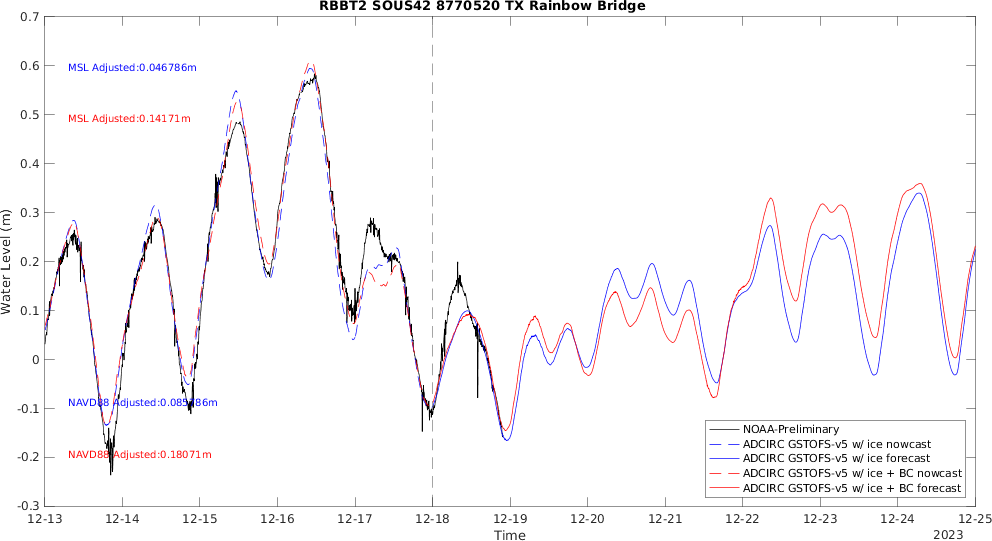 RBBT2 SOUS42 8770520 TX Rainbow Bridge
0.7
0.6
0.5
0.4
0.3
0.2
0.1
0
-0.1
-0.2
-0.3
Water Level (m)
MSL Adjusted:0.046786m
MSL Adjusted:0.14171m
NAVD88 Adjusted:0.085786m
NAVD88 Adjusted:0.18071m
NOAA-Preliminary
ADCIRC GSTOFS-v5 w/ ice nowcast
ADCIRC GSTOFS-v5 w/ ice forecast
ADCIRC GSTOFS-v5 w/ ice + BC nowcast
ADCIRC GSTOFS-v5 w/ ice + BC forecast
12-13 12-14 12-15 12-16 12-17 12-18 12-19 12-20 12-21 12-22 12-23 12-24 12-25
Time
2023